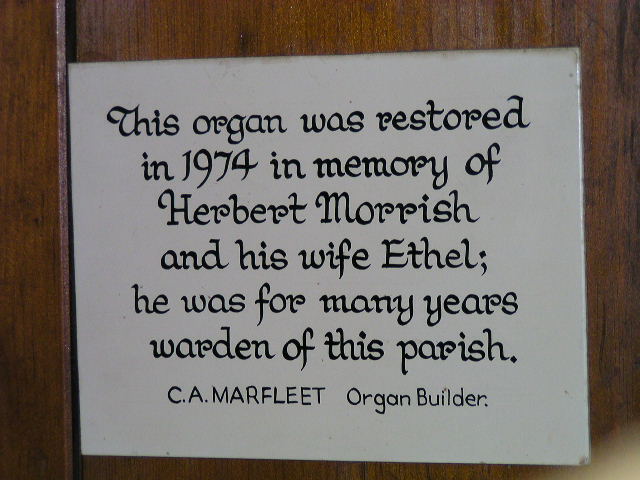 This organ was restored
in 1974 in memory of
Herbert Morrish
and his wife Ethel;
he was for many years
warden of this parish.
C.A. MARFLEET Organ Builder.